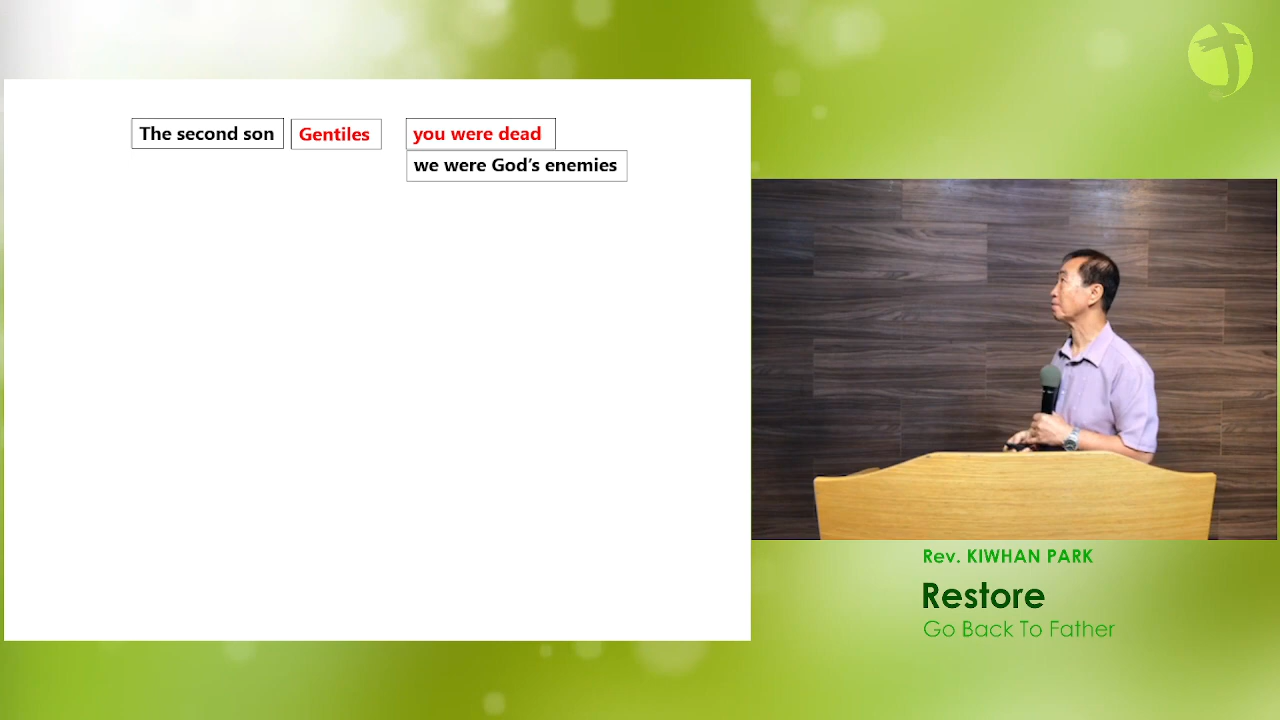 The second son Gentiles you were dead
we were God's enemies
Rev. KIWHAN PARK
Restore
Go Back To Father